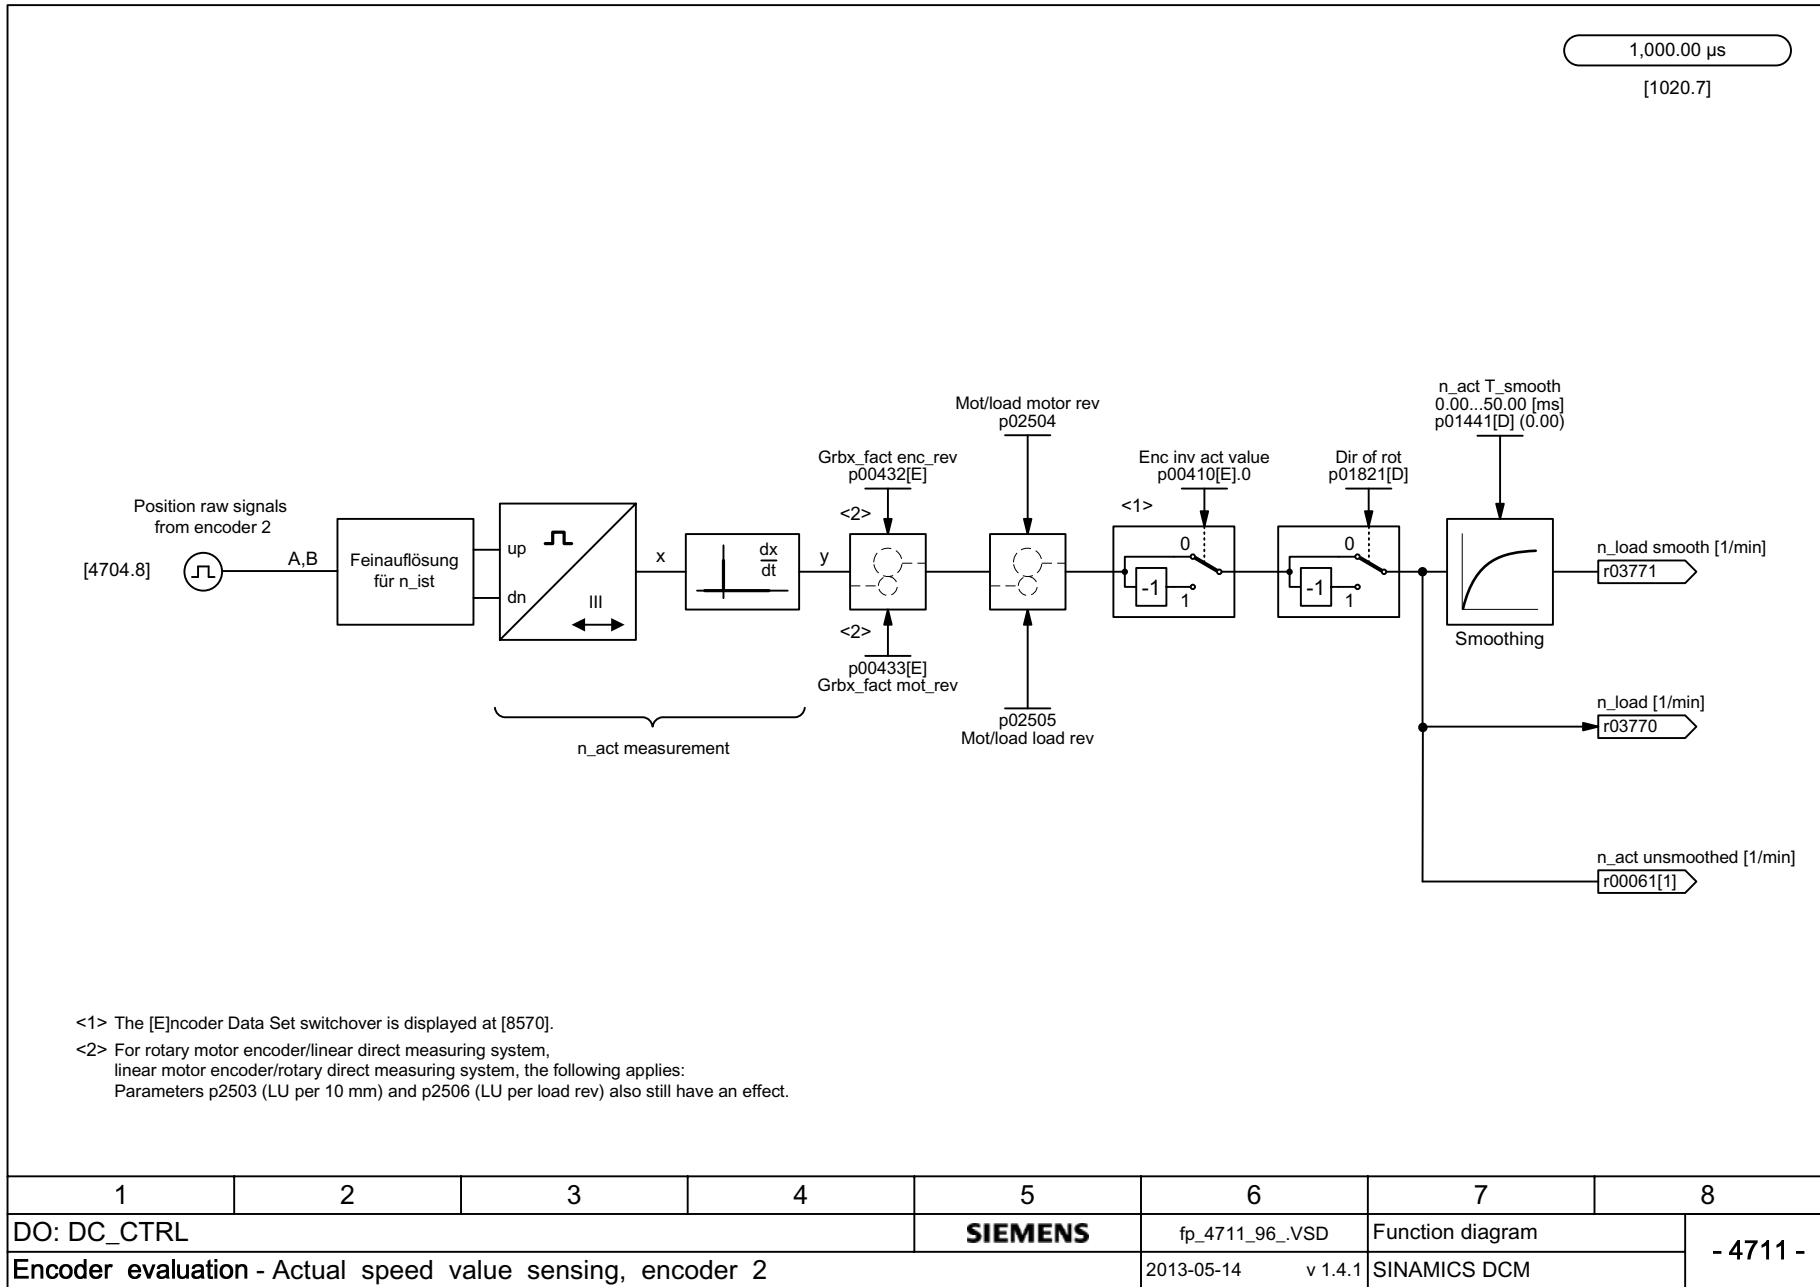 1,000.00 µs
[1020.7]
n_act T_smooth
0.00...50.00 [ms]
p01441[D] (0.00)
Mot/load motor rev
p02504
Grbx_fact enc_rev
p00432[E]
Enc inv act value
p00410[E].0
Dir of rot
p01821[D]
Position raw signals
from encoder 2
[4704.8]
A,B
Feinauflösung
für n_ist
up
dn
III
x
dx
dt
y
<2>
<2>
<1>
0
-1
1
0
-1
1
Smoothing
n_load smooth [1/min]
r03771
p00433[E]
Grbx_fact mot_rev
p02505
Mot/load load rev
n_act measurement
n_load [1/min]
r03770
n_act unsmoothed [1/min]
r00061[1]
<1> The [E]ncoder Data Set switchover is displayed at [8570].
<2> For rotary motor encoder/linear direct measuring system,
linear motor encoder/rotary direct measuring system, the following applies:
Parameters p2503 (LU per 10 mm) and p2506 (LU per load rev) also still have an effect.
1 2 3 4 5 6 7 8
DO: DC_CTRL
SIEMENS
fp_4711_96_.VSD
Function diagram
- 4711 -
Encoder evaluation - Actual speed value sensing, encoder 2
2013-05-14 v 1.4.1
SINAMICS DCM